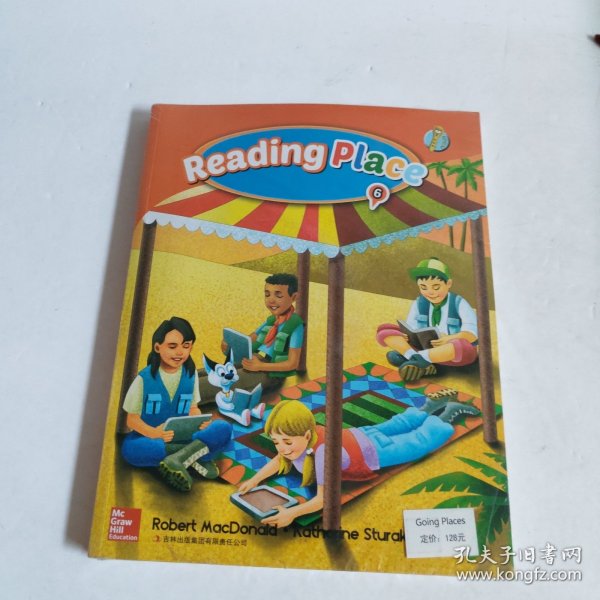 Reading Place
6
Mc
Graw
Hill
Education
Robert MacDonald • Katherine Sturak
吉林出版集团有限责任公司
Going Places
定价: 128元
孔夫子旧书网
www.kongfz.com